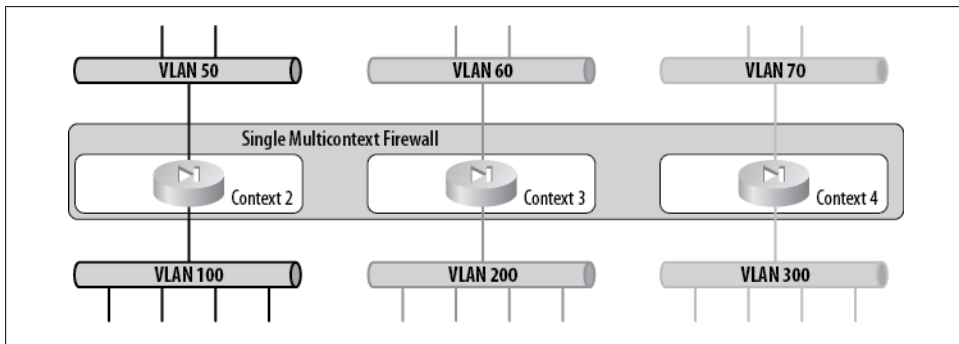 VLAN 50
VLAN 60
VLAN 70
Single Multicontext Firewall
Context 2
Context 3
Context 4
VLAN 100
VLAN 200
VLAN 300